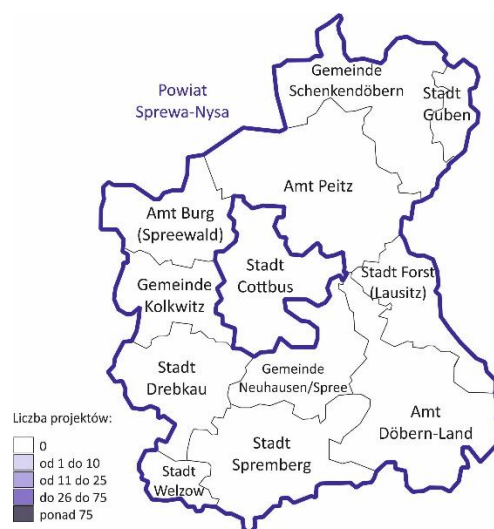 Powiat
Sprewa-Nysa
Gemeinde
Schenkendöbern
Stadt
Guben
Amt Peitz
Amt Burg
(Spreewald)
Stadt
Cottbus
Stadt Forst
(Lausitz)
Gemeinde
Kolkwitz
Stadt
Drebkau
Gemeinde
Neuhausen/Spree
Amt
Döbern-Land
Stadt
Spremberg
Stadt
Welzow
Liczba projektów:
0
od 1 do 10
od 11 do 25
do 26 do 75
ponad 75